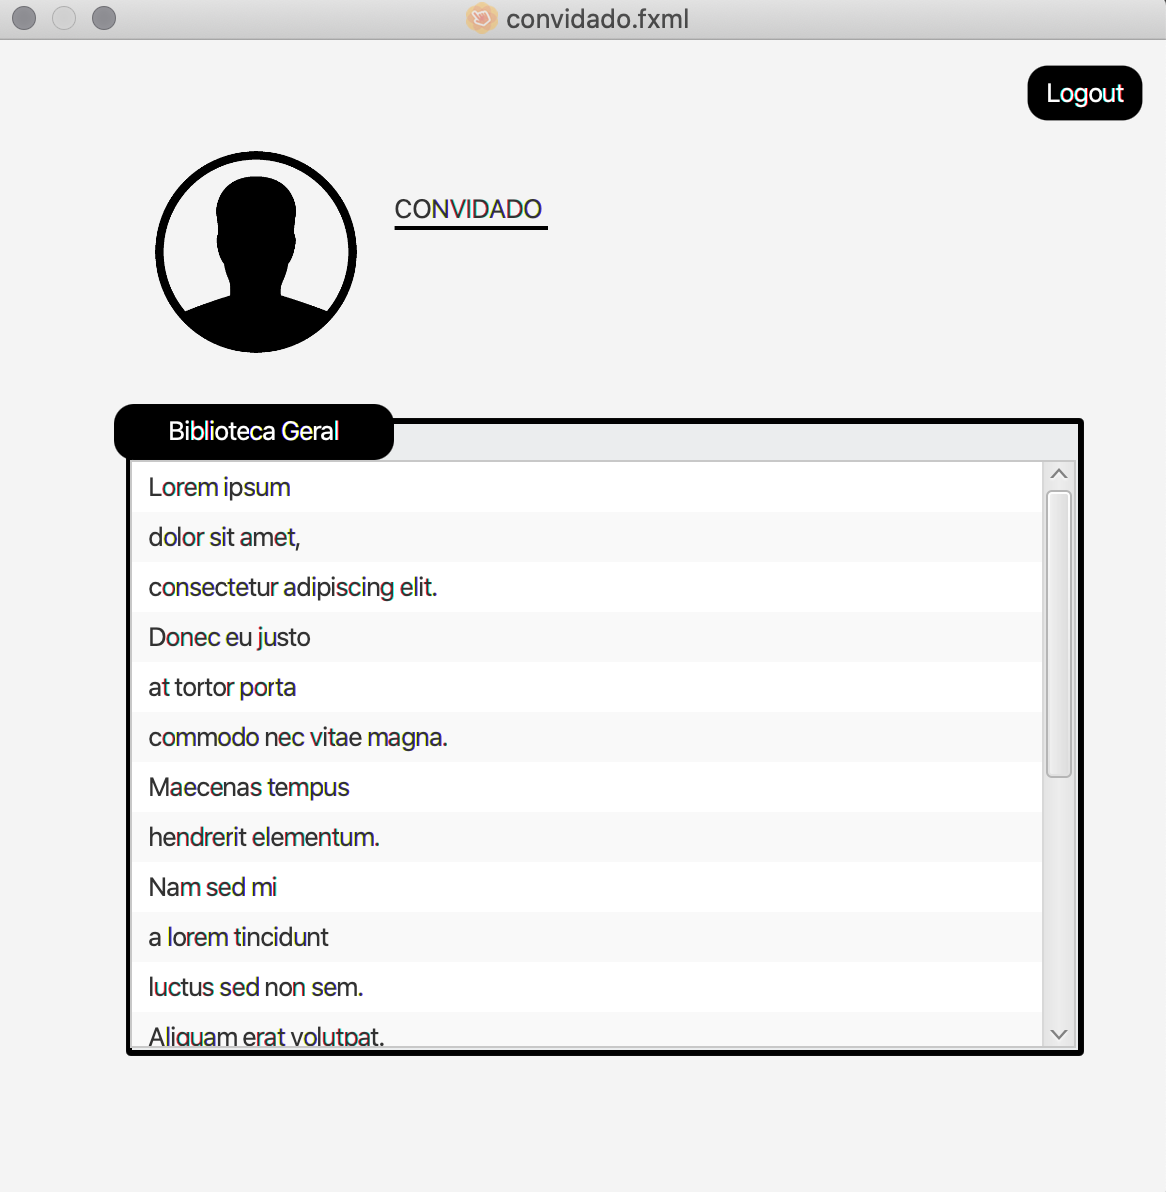 convidado.fxml
Logout
CONVIDADO
Biblioteca Geral
Lorem ipsum
dolor sit amet,
consectetur adipiscing elit.
Donec eu justo
at tortor porta
commodo nec vitae magna.
Maecenas tempus
hendrerit elementum.
Nam sed mi
a lorem tincidunt
luctus sed non sem.
Aliquam erat volutpat.